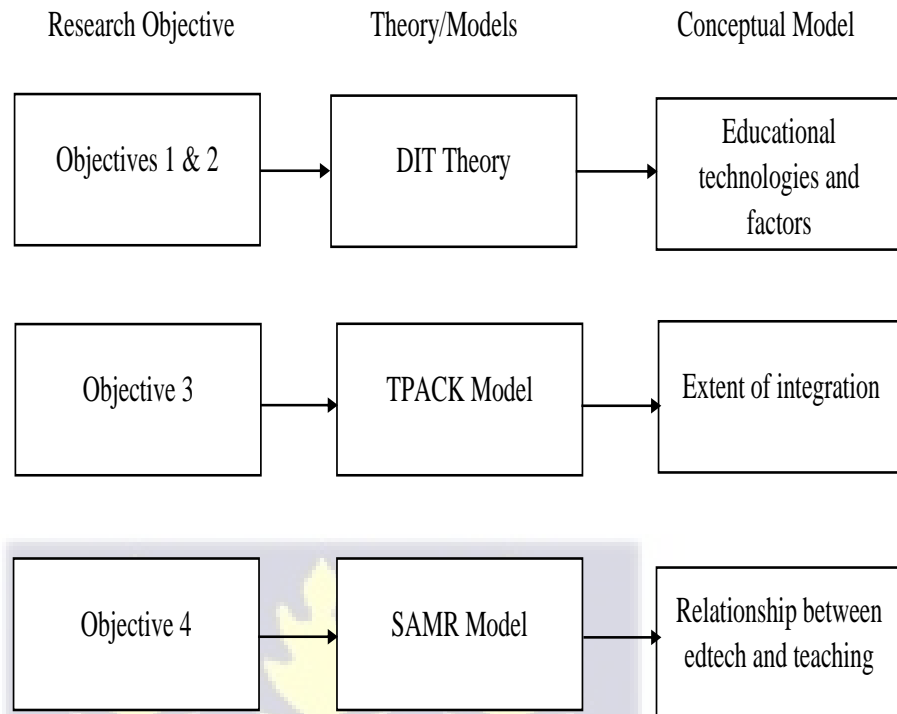 Research Objective Theory/Models Conceptual Model
Objectives 1 & 2
DIT Theory
Educational
technologies and
factors
Objective 3
TPACK Model
Extent of integration
Objective 4
SAMR Model
Relationship between
edtech and teaching